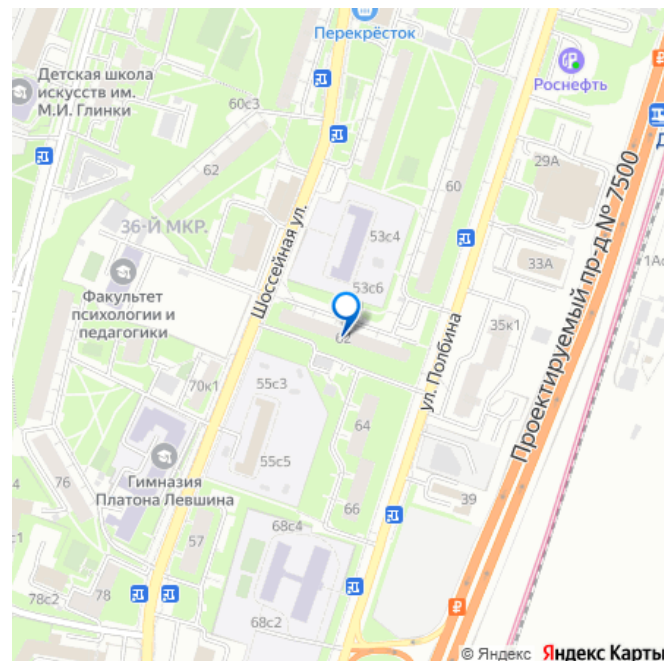 Перекрёсток
Роснефть
Детская школа
искусств им.
М.И. Глинки
60с3
62
60
29А
Проектируемый пр-д № 7500
Шоссейная ул.
36-Й МКР.
53с4
53с6
33А
Факультет
психологии и
педагогики
62
35к1
ул. Полбина
70к1
55с3
55с5
64
66
Гимназия
Платона Левшина
76
39
57
68с4
68с2
78с2
78
© Яндекс Яндекс Карты